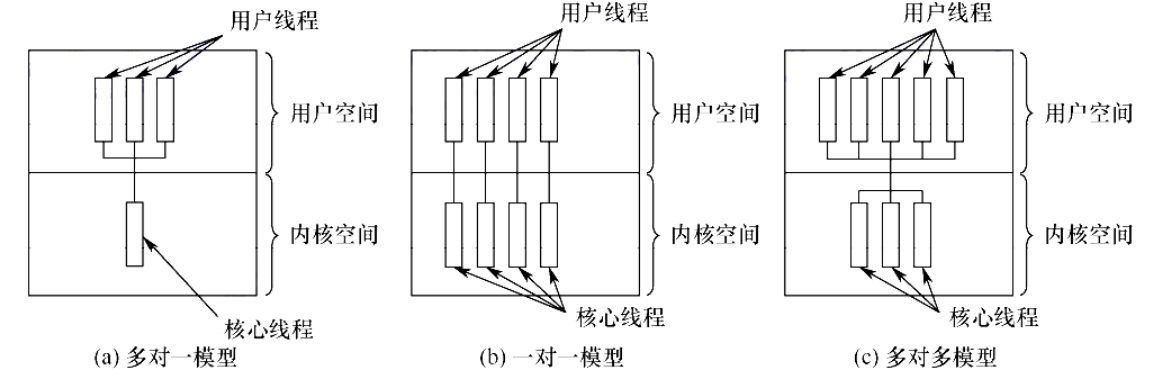 用户线程
用户空间
内核空间
核心线程
(a) 多对一模型
用户线程
用户空间
内核空间
核心线程
(b) 一对一模型
用户线程
用户空间
内核空间
核心线程
(c) 多对多模型